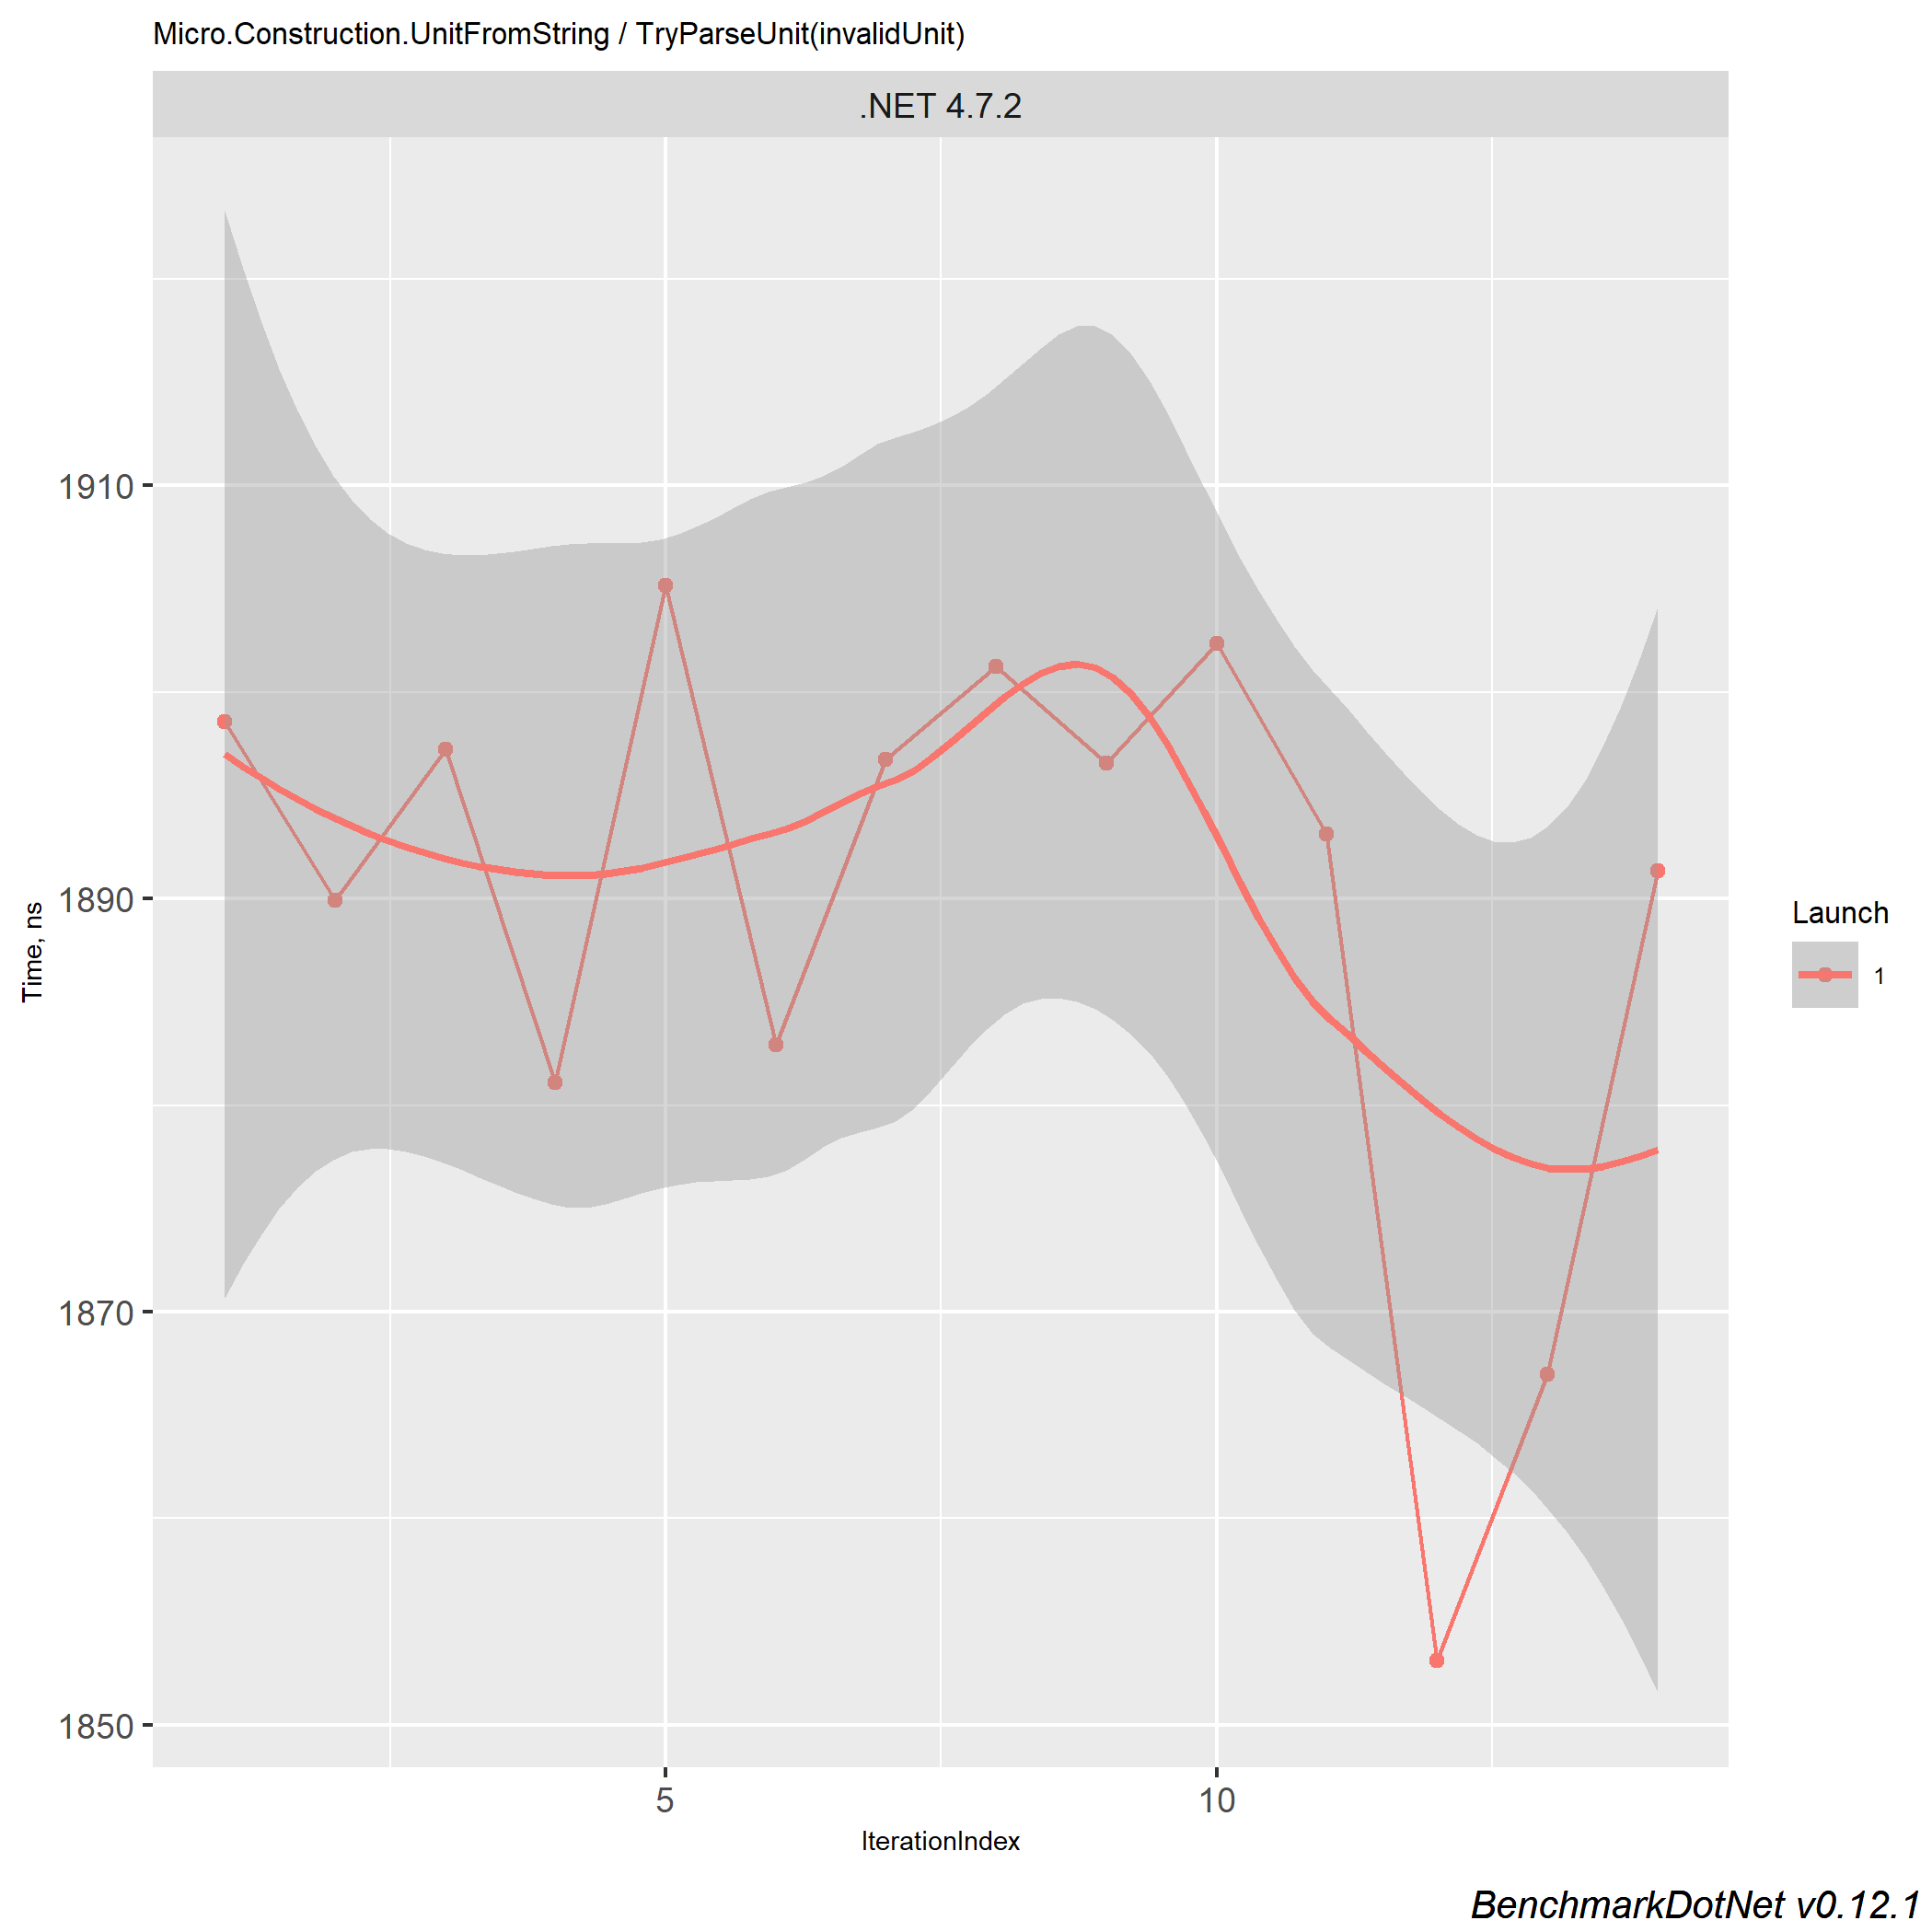 Micro.Construction.UnitFromString / TryParseUnit(invalidUnit)
.NET 4.7.2
1910
1890
1870
1850
Time, ns
5
10
IterationIndex
Launch
1
BenchmarkDotNet v0.12.1